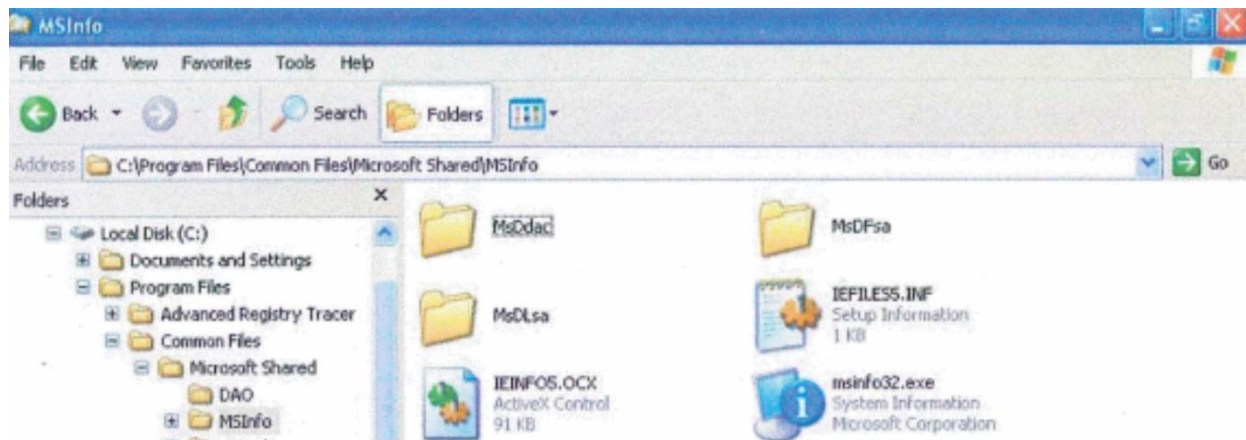 MSInfo
File Edit View Favorites Tools Help
Back Search Folders
Address C:\Program Files\Common Files\Microsoft Shared\MSInfo Go
Folders
Local Disk (C:)
Documents and Settings
Program Files
Advanced Registry Tracer
Common Files
Microsoft Shared
DAO
MSInfo
MsDdac
MsDFsa
MsDLsa
IEFILES5.INF
Setup Information
1 KB
IEINFO5.OCX
ActiveX Control
91 KB
msinfo32.exe
System Information
Microsoft Corporation